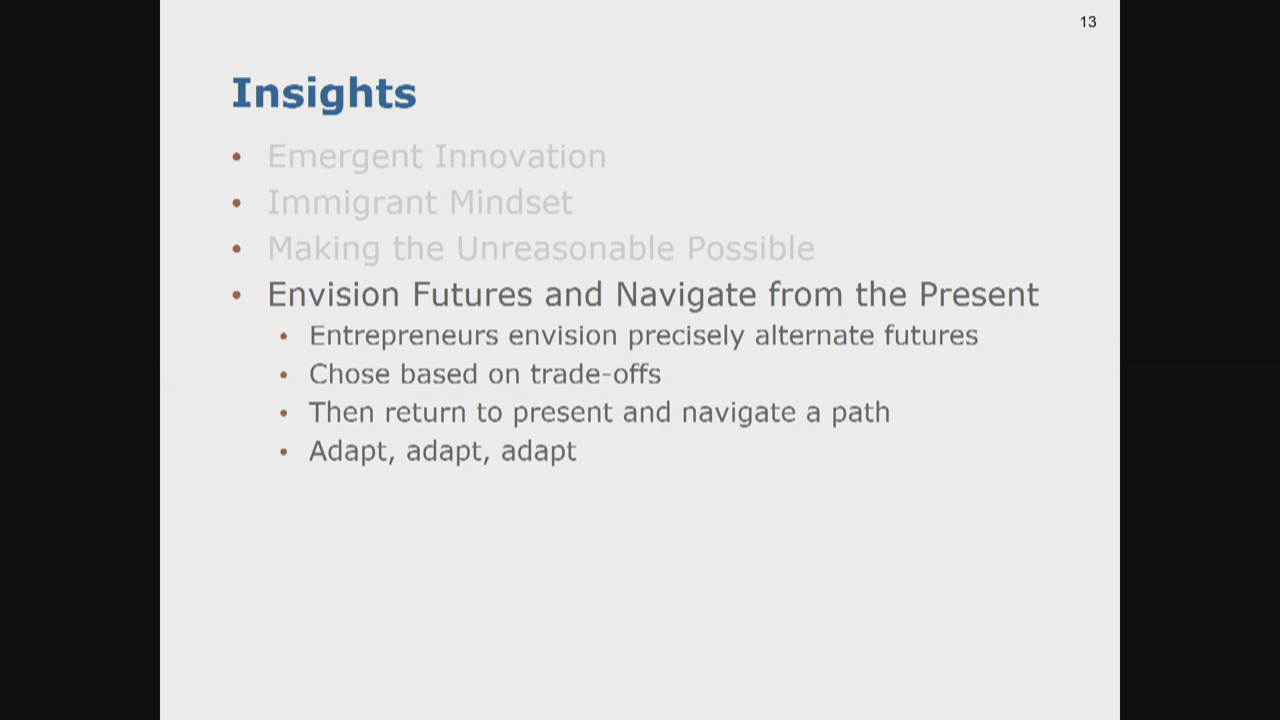 13
Insights
• Emergent Innovation
• Immigrant Mindset
• Making the Unreasonable Possible
• Envision Futures and Navigate from the Present
• Entrepreneurs envision precisely alternate futures
• Chose based on trade-offs
• Then return to present and navigate a path
• Adapt, adapt, adapt